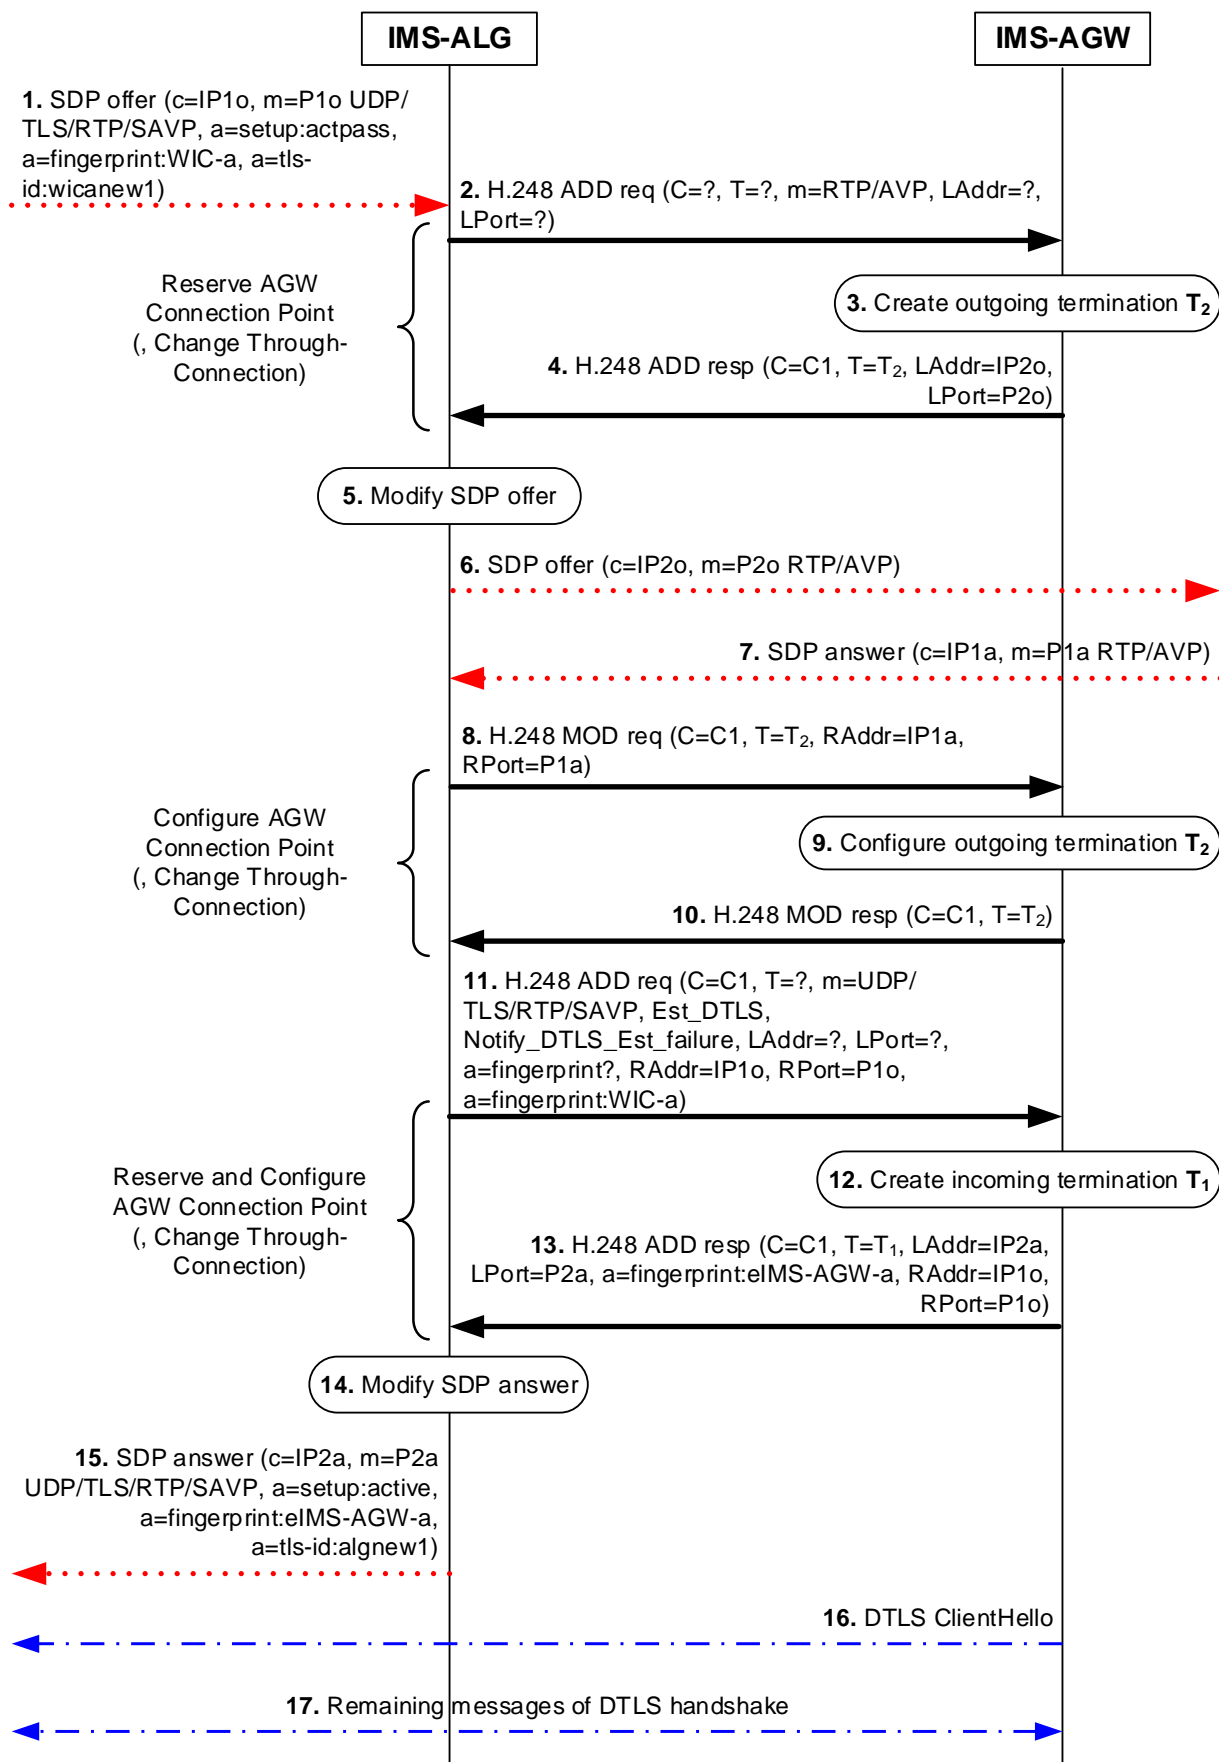 IMS-ALG
IMS-AGW
1. SDP offer (c=IP1o, m=P1o UDP/
TLS/RTP/SAVP, a=setup:actpass,
a=fingerprint:WIC-a, a=tls-
id:wicanew1)
2. H.248 ADD req (C=?, T=?, m=RTP/AVP, LAddr=?,
LPort=?)
Reserve AGW
Connection Point
(, Change Through-
Connection)
3. Create outgoing termination T2
4. H.248 ADD resp (C=C1, T=T2, LAddr=IP2o,
LPort=P2o)
5. Modify SDP offer
6. SDP offer (c=IP2o, m=P2o RTP/AVP)
7. SDP answer (c=IP1a, m=P1a RTP/AVP)
8. H.248 MOD req (C=C1, T=T2, RAddr=IP1a,
RPort=P1a)
Configure AGW
Connection Point
(, Change Through-
Connection)
9. Configure outgoing termination T2
10. H.248 MOD resp (C=C1, T=T2)
11. H.248 ADD req (C=C1, T=?, m=UDP/
TLS/RTP/SAVP, Est_DTLS,
Notify_DTLS_Est_failure, LAddr=?, LPort=?,
a=fingerprint?, RAddr=IP1o, RPort=P1o,
a=fingerprint:WIC-a)
Reserve and Configure
AGW Connection Point
(, Change Through-
Connection)
12. Create incoming termination T1
13. H.248 ADD resp (C=C1, T=T1, LAddr=IP2a,
LPort=P2a, a=fingerprint:eIMS-AGW-a, RAddr=IP1o,
RPort=P1o)
14. Modify SDP answer
15. SDP answer (c=IP2a, m=P2a
UDP/TLS/RTP/SAVP, a=setup:active,
a=fingerprint:eIMS-AGW-a,
a=tls-id:algnew1)
16. DTLS ClientHello
17. Remaining messages of DTLS handshake